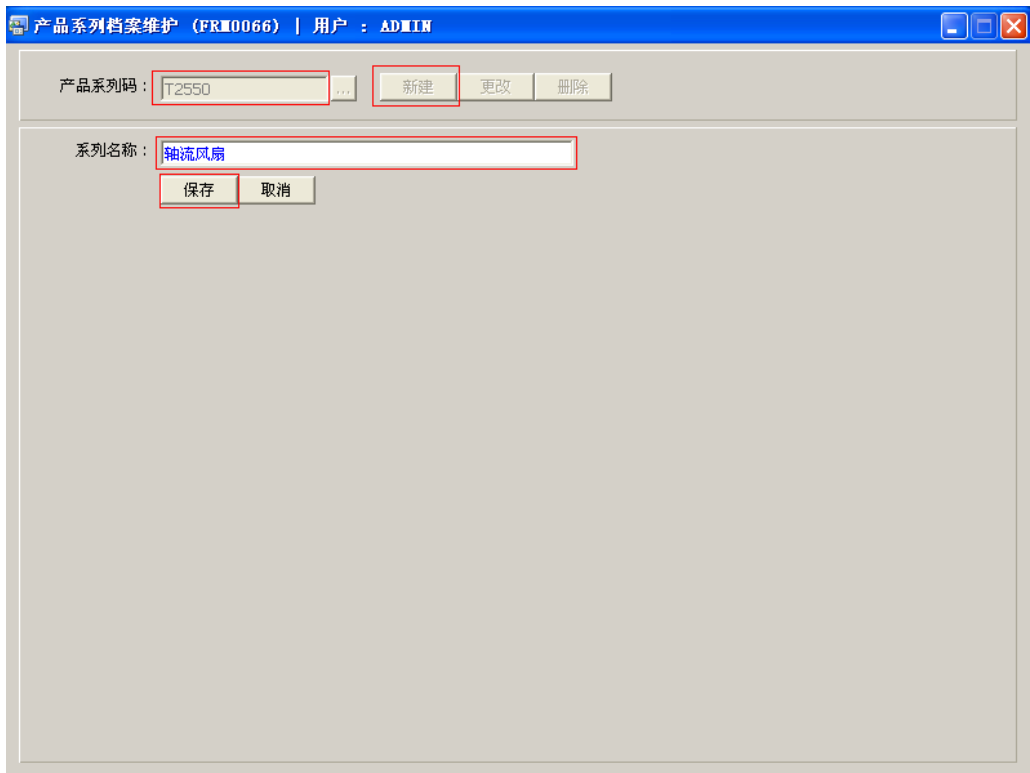 产品系列档案维护 (FRM0066) | 用户 : ADMIN
产品系列码： T2550 ... 新建 更改 删除
系列名称： 轴流风扇
保存 取消